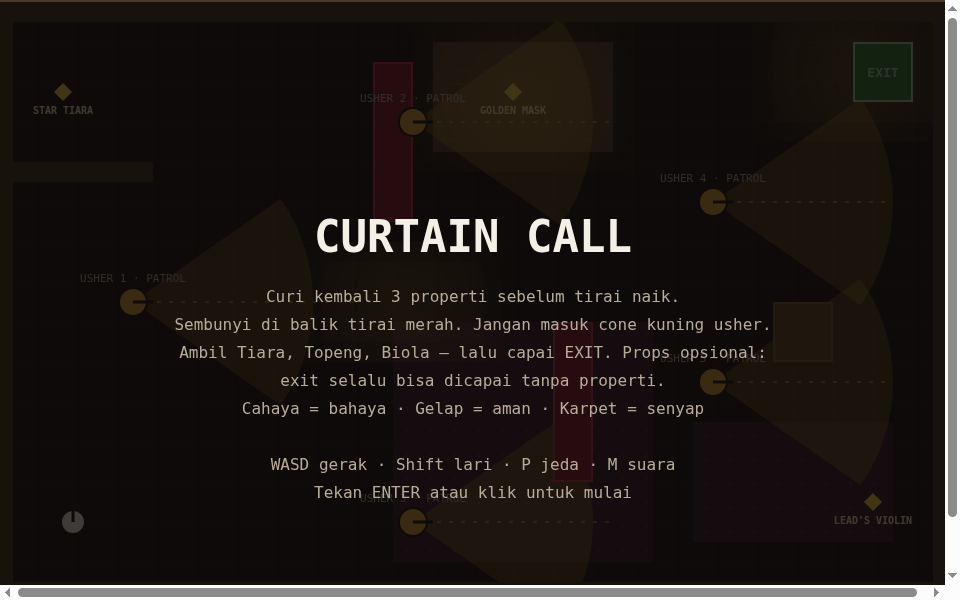 EXIT
STAR TIARA
USHER 2 · PATROL
GOLDEN MASK
USHER 4 · PATROL
CURTAIN CALL
USHER 1 · PATROL
Curi kembali 3 properti sebelum tirai naik.
Sembunyi di balik tirai merah. Jangan masuk cone kuning usher.
Ambil Tiara, Topeng, Biola — lalu capai EXIT. Props opsional:
exit selalu bisa dicapai tanpa properti.
Cahaya = bahaya · Gelap = aman · Karpet = senyap
WASD gerak · Shift lari · P jeda · M suara
Tekan ENTER atau klik untuk mulai
LEAD'S VIOLIN